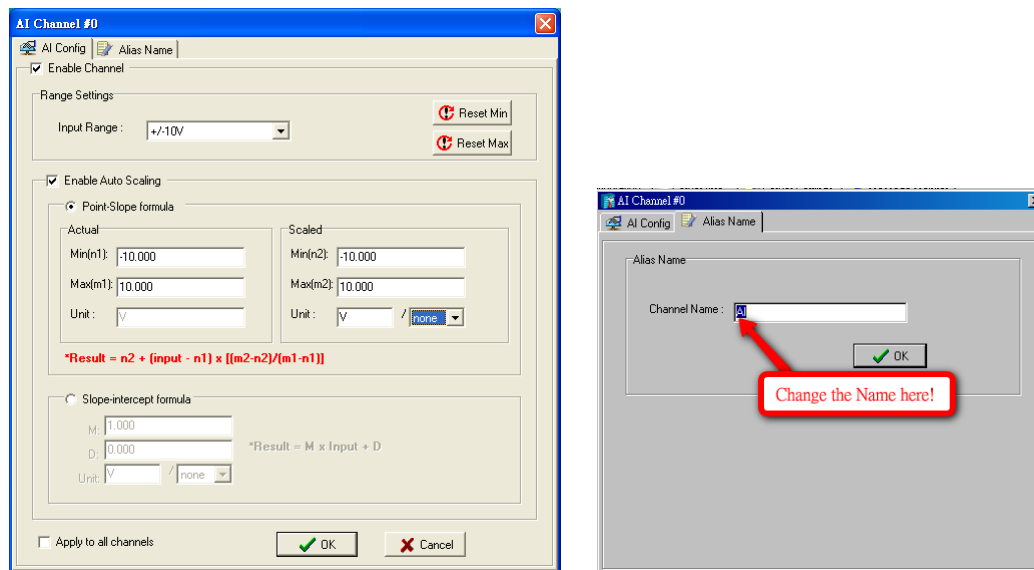 AI Channel #0
AI Config
Alias Name
Enable Channel
Range Settings
Input Range :
+/-10V
Reset Min
Reset Max
Enable Auto Scaling
Point-Slope formula
Actual
Min(n1):
-10.000
Max(m1):
10.000
Unit :
V
Scaled
Min(n2):
-10.000
Max(m2):
10.000
Unit :
V
/
none
*Result = n2 + (input - n1) x [(m2-n2)/(m1-n1)]
Slope-intercept formula
M:
1.000
D:
0.000
*Result = M x Input + D
Unit:
V
/
none
Apply to all channels
OK
Cancel
AI Channel #0
AI Config
Alias Name
Alias Name
Channel Name :
AI
OK
Change the Name here!